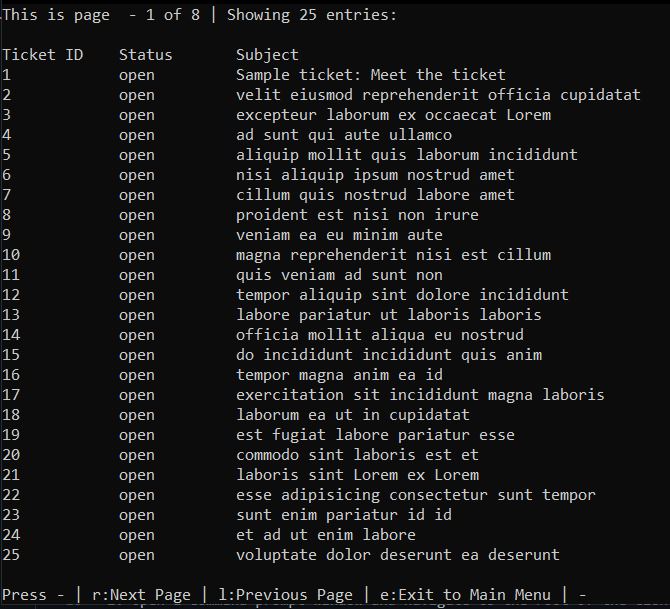 This is page  - 1 of 8 | Showing 25 entries:
Ticket ID    Status       Subject
1            open         Sample ticket: Meet the ticket
2            open         velit eiusmod reprehenderit officia cupidatat
3            open         excepteur laborum ex occaecat Lorem
4            open         ad sunt qui aute ullamco
5            open         aliquip mollit quis laborum incididunt
6            open         nisi aliquip ipsum nostrud amet
7            open         cillum quis nostrud labore amet
8            open         proident est nisi non irure
9            open         veniam ea eu minim aute
10           open         magna reprehenderit nisi est cillum
11           open         quis veniam ad sunt non
12           open         tempor aliquip sint dolore incididunt
13           open         labore pariatur ut laboris laboris
14           open         officia mollit aliqua eu nostrud
15           open         do incididunt incididunt quis anim
16           open         tempor magna anim ea id
17           open         exercitation sit incididunt magna laboris
18           open         laborum ea ut in cupidatat
19           open         est fugiat labore pariatur esse
20           open         commodo sint laboris est et
21           open         laboris sint Lorem ex Lorem
22           open         esse adipisicing consectetur sunt tempor
23           open         sunt enim pariatur id id
24           open         et ad ut enim labore
25           open         voluptate dolor deserunt ea deserunt
Press - | r:Next Page | l:Previous Page | e:Exit to Main Menu | -